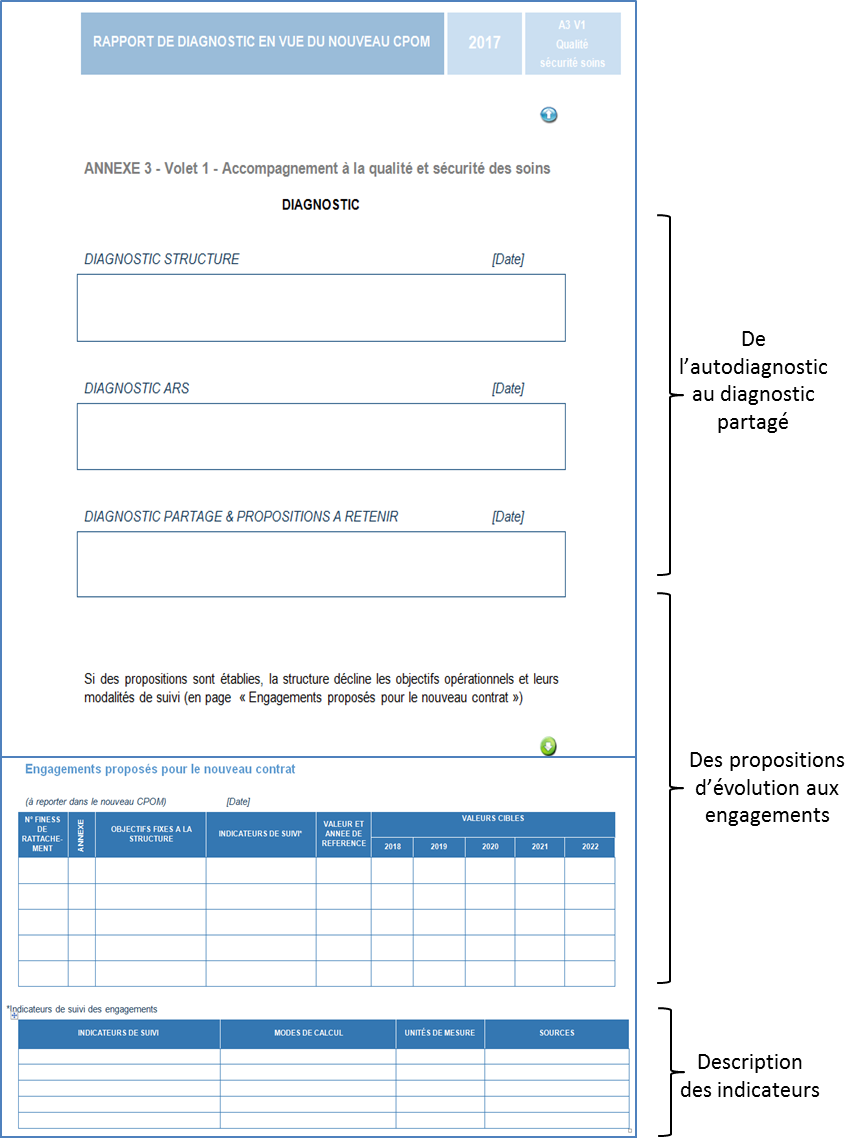 RAPPORT DE DIAGNOSTIC EN VUE DU NOUVEAU CPOM
2017
A3 V1
Qualité
sécurité soins
ANNEXE 3 - Volet 1 - Accompagnement à la qualité et sécurité des soins
DIAGNOSTIC
DIAGNOSTIC STRUCTURE [Date]
DIAGNOSTIC ARS [Date]
DIAGNOSTIC PARTAGE & PROPOSITIONS A RETENIR [Date]
De
l’autodiagnostic
au diagnostic
partagé
Si des propositions sont établies, la structure décline les objectifs opérationnels et leurs
modalités de suivi (en page « Engagements proposés pour le nouveau contrat »)
Des propositions
d’évolution aux
engagements
Engagements proposés pour le nouveau contrat
(à reporter dans le nouveau CPOM) [Date]
N° FINESS
DE
RATTACHE-
MENT
ANNEXE
OBJECTIFS FIXES A LA
STRUCTURE
INDICATEURS DE SUIVI*
VALEUR ET
ANNEE DE
REFERENCE
VALEURS CIBLES
2018 2019 2020 2021 2022
*Indicateurs de suivi des engagements
INDICATEURS DE SUIVI MODES DE CALCUL UNITÉS DE MESURE SOURCES
Description
des indicateurs